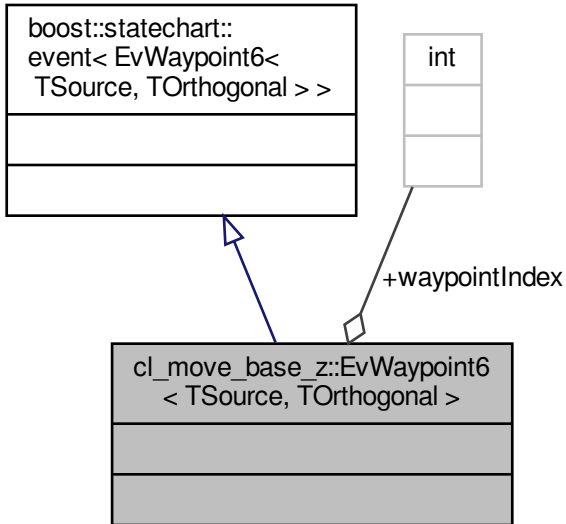 boost::statechart::
event< EvWaypoint6<
TSource, TOrthogonal > >
int
+waypointIndex
cl_move_base_z::EvWaypoint6
< TSource, TOrthogonal >